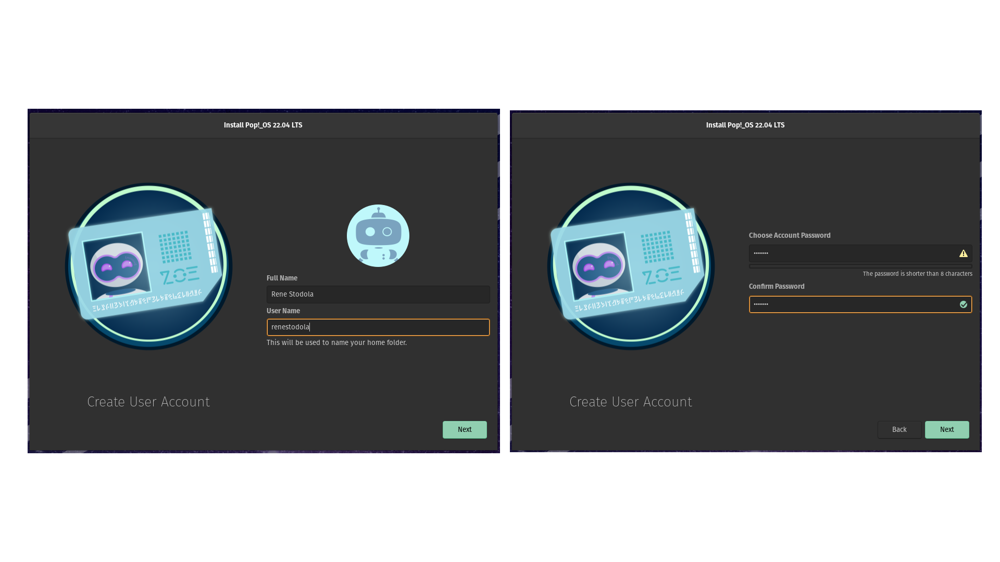 Install Pop!_OS 22.04 LTS
ZOE
Full Name
Rene Stodola
User Name
renestodola
This will be used to name your home folder.
Create User Account
Next
Install Pop!_OS 22.04 LTS
ZOE
Choose Account Password
•••••••
The password is shorter than 8 characters
Confirm Password
•••••••
Create User Account
Back
Next